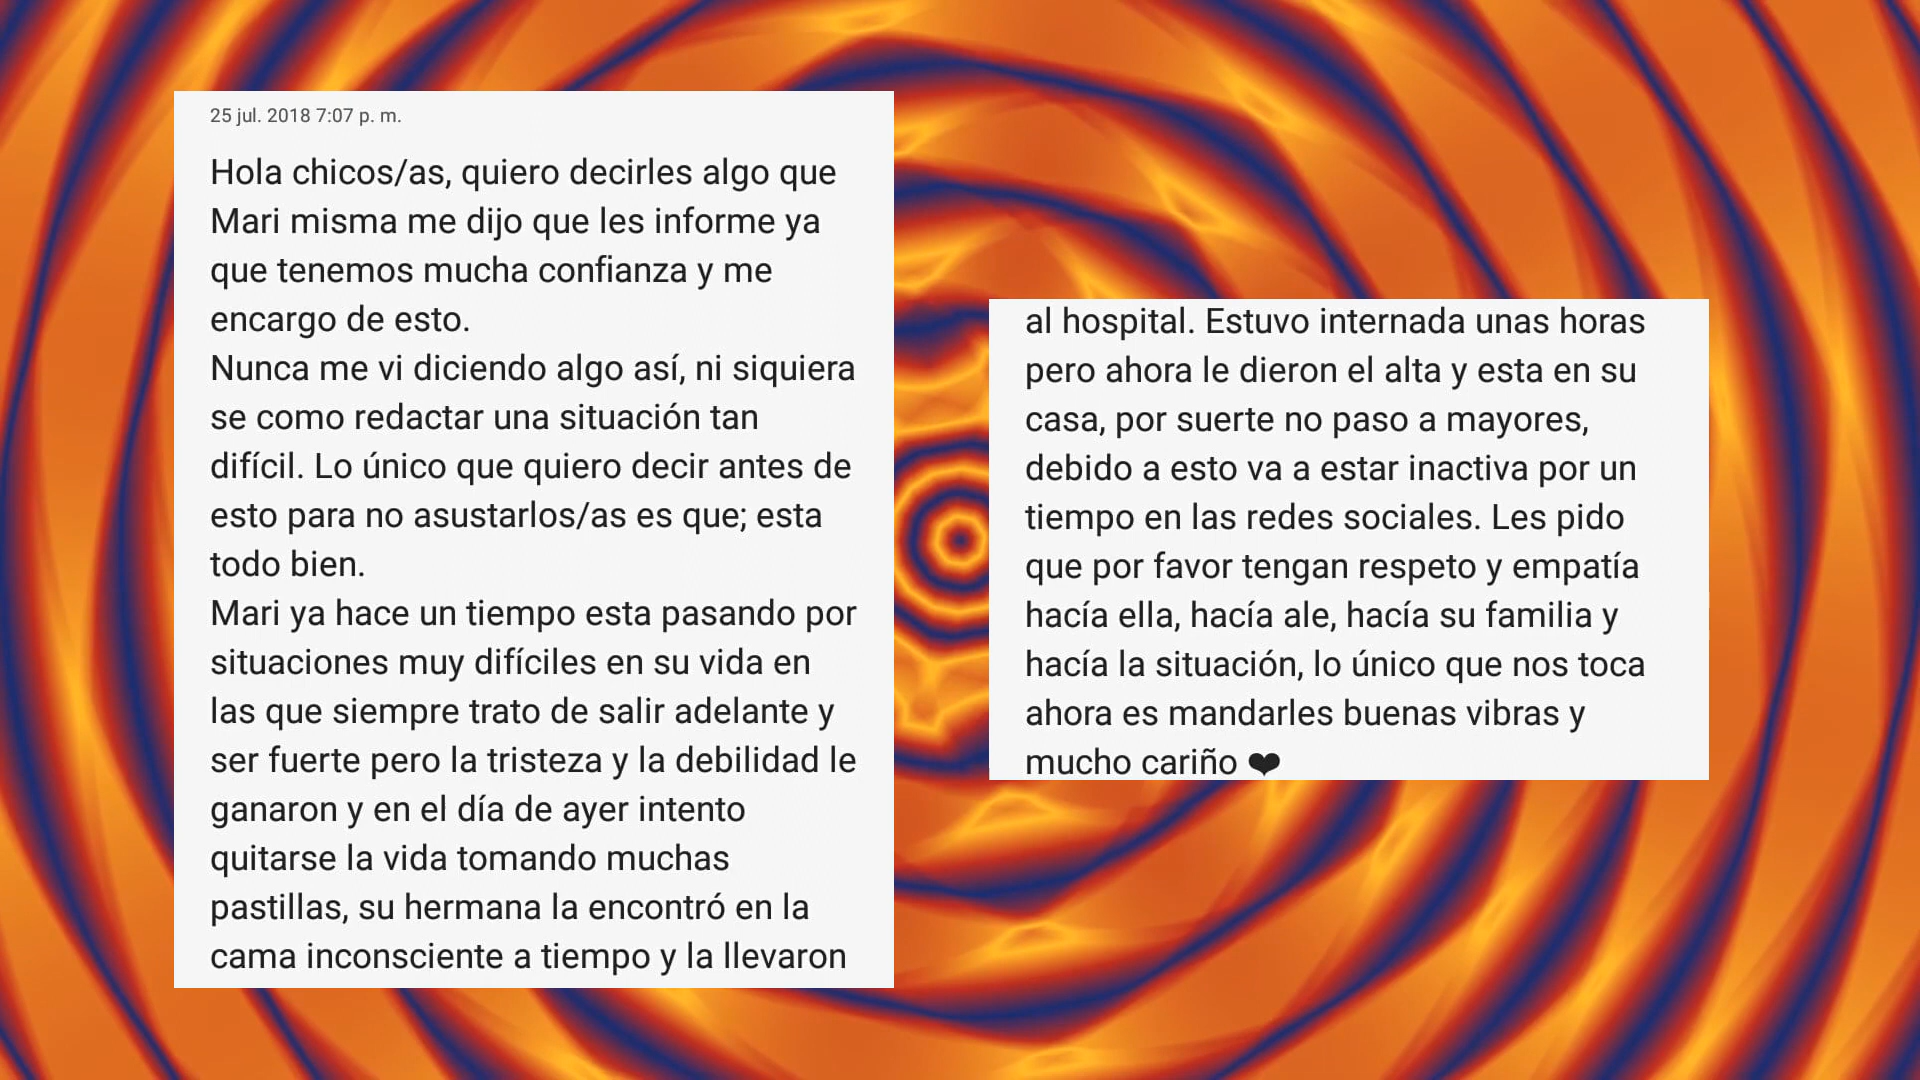 25 jul. 2018 7:07 p. m.
Hola chicos/as, quiero decirles algo que
Mari misma me dijo que les informe ya
que tenemos mucha confianza y me
encargo de esto.
Nunca me vi diciendo algo así, ni siquiera
se como redactar una situación tan
difícil. Lo único que quiero decir antes de
esto para no asustarlos/as es que; esta
todo bien.
Mari ya hace un tiempo esta pasando por
situaciones muy difíciles en su vida en
las que siempre trato de salir adelante y
ser fuerte pero la tristeza y la debilidad le
ganaron y en el día de ayer intento
quitarse la vida tomando muchas
pastillas, su hermana la encontró en la
cama inconsciente a tiempo y la llevaron
al hospital. Estuvo internada unas horas
pero ahora le dieron el alta y esta en su
casa, por suerte no paso a mayores,
debido a esto va a estar inactiva por un
tiempo en las redes sociales. Les pido
que por favor tengan respeto y empatía
hacía ella, hacía ale, hacía su familia y
hacía la situación, lo único que nos toca
ahora es mandarles buenas vibras y
mucho cariño ❤